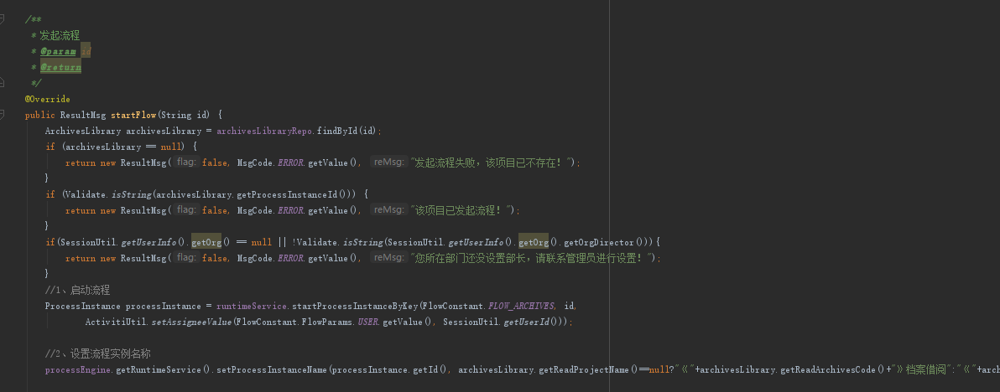 /**
* 发起流程
* @param id
* @return
*/
@Override
public ResultMsg startFlow(String id) {
ArchivesLibrary archivesLibrary = archivesLibraryRepo.findById(id);
if (archivesLibrary == null) {
return new ResultMsg( flag: false, MsgCode.ERROR.getValue(), reMsg: "发起流程失败，该项目已不存在！");
}
if (Validate.isString(archivesLibrary.getProcessInstanceId())) {
return new ResultMsg( flag: false, MsgCode.ERROR.getValue(), reMsg: "该项目已发起流程！");
}
if(SessionUtil.getUserInfo().getOrg() == null || !Validate.isString(SessionUtil.getUserInfo().getOrg().getOrgDirector())){
return new ResultMsg( flag: false, MsgCode.ERROR.getValue(), reMsg: "您所在部门还没设置部长，请联系管理员进行设置！");
}
//1、启动流程
ProcessInstance processInstance = runtimeService.startProcessInstanceByKey(FlowConstant.FLOW_ARCHIVES, id,
ActivitiUtil.setAssigneeValue(FlowConstant.FlowParams.USER.getValue(), SessionUtil.getUserId()));
//2、设置流程实例名称
processEngine.getRuntimeService().setProcessInstanceName(processInstance.getId(), archivesLibrary.getReadProjectName()==null?"《"+archivesLibrary.getReadArchivesCode()+"》档案借阅":"《"+arch